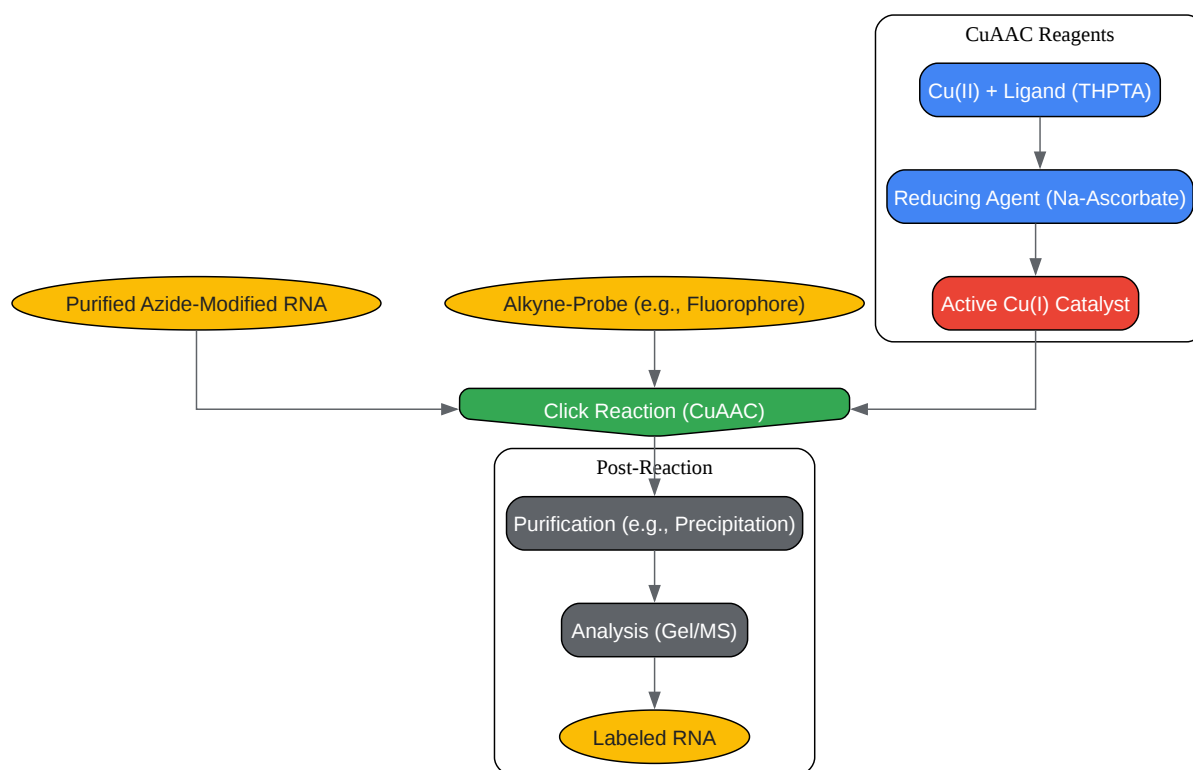 CuAAC Reagents
Cu(II) + Ligand (THPTA)
Reducing Agent (Na-Ascorbate)
Purified Azide-Modified RNA
Alkyne-Probe (e.g., Fluorophore)
Active Cu(I) Catalyst
Click Reaction (CuAAC)
Post-Reaction
Purification (e.g., Precipitation)
Analysis (Gel/MS)
Labeled RNA